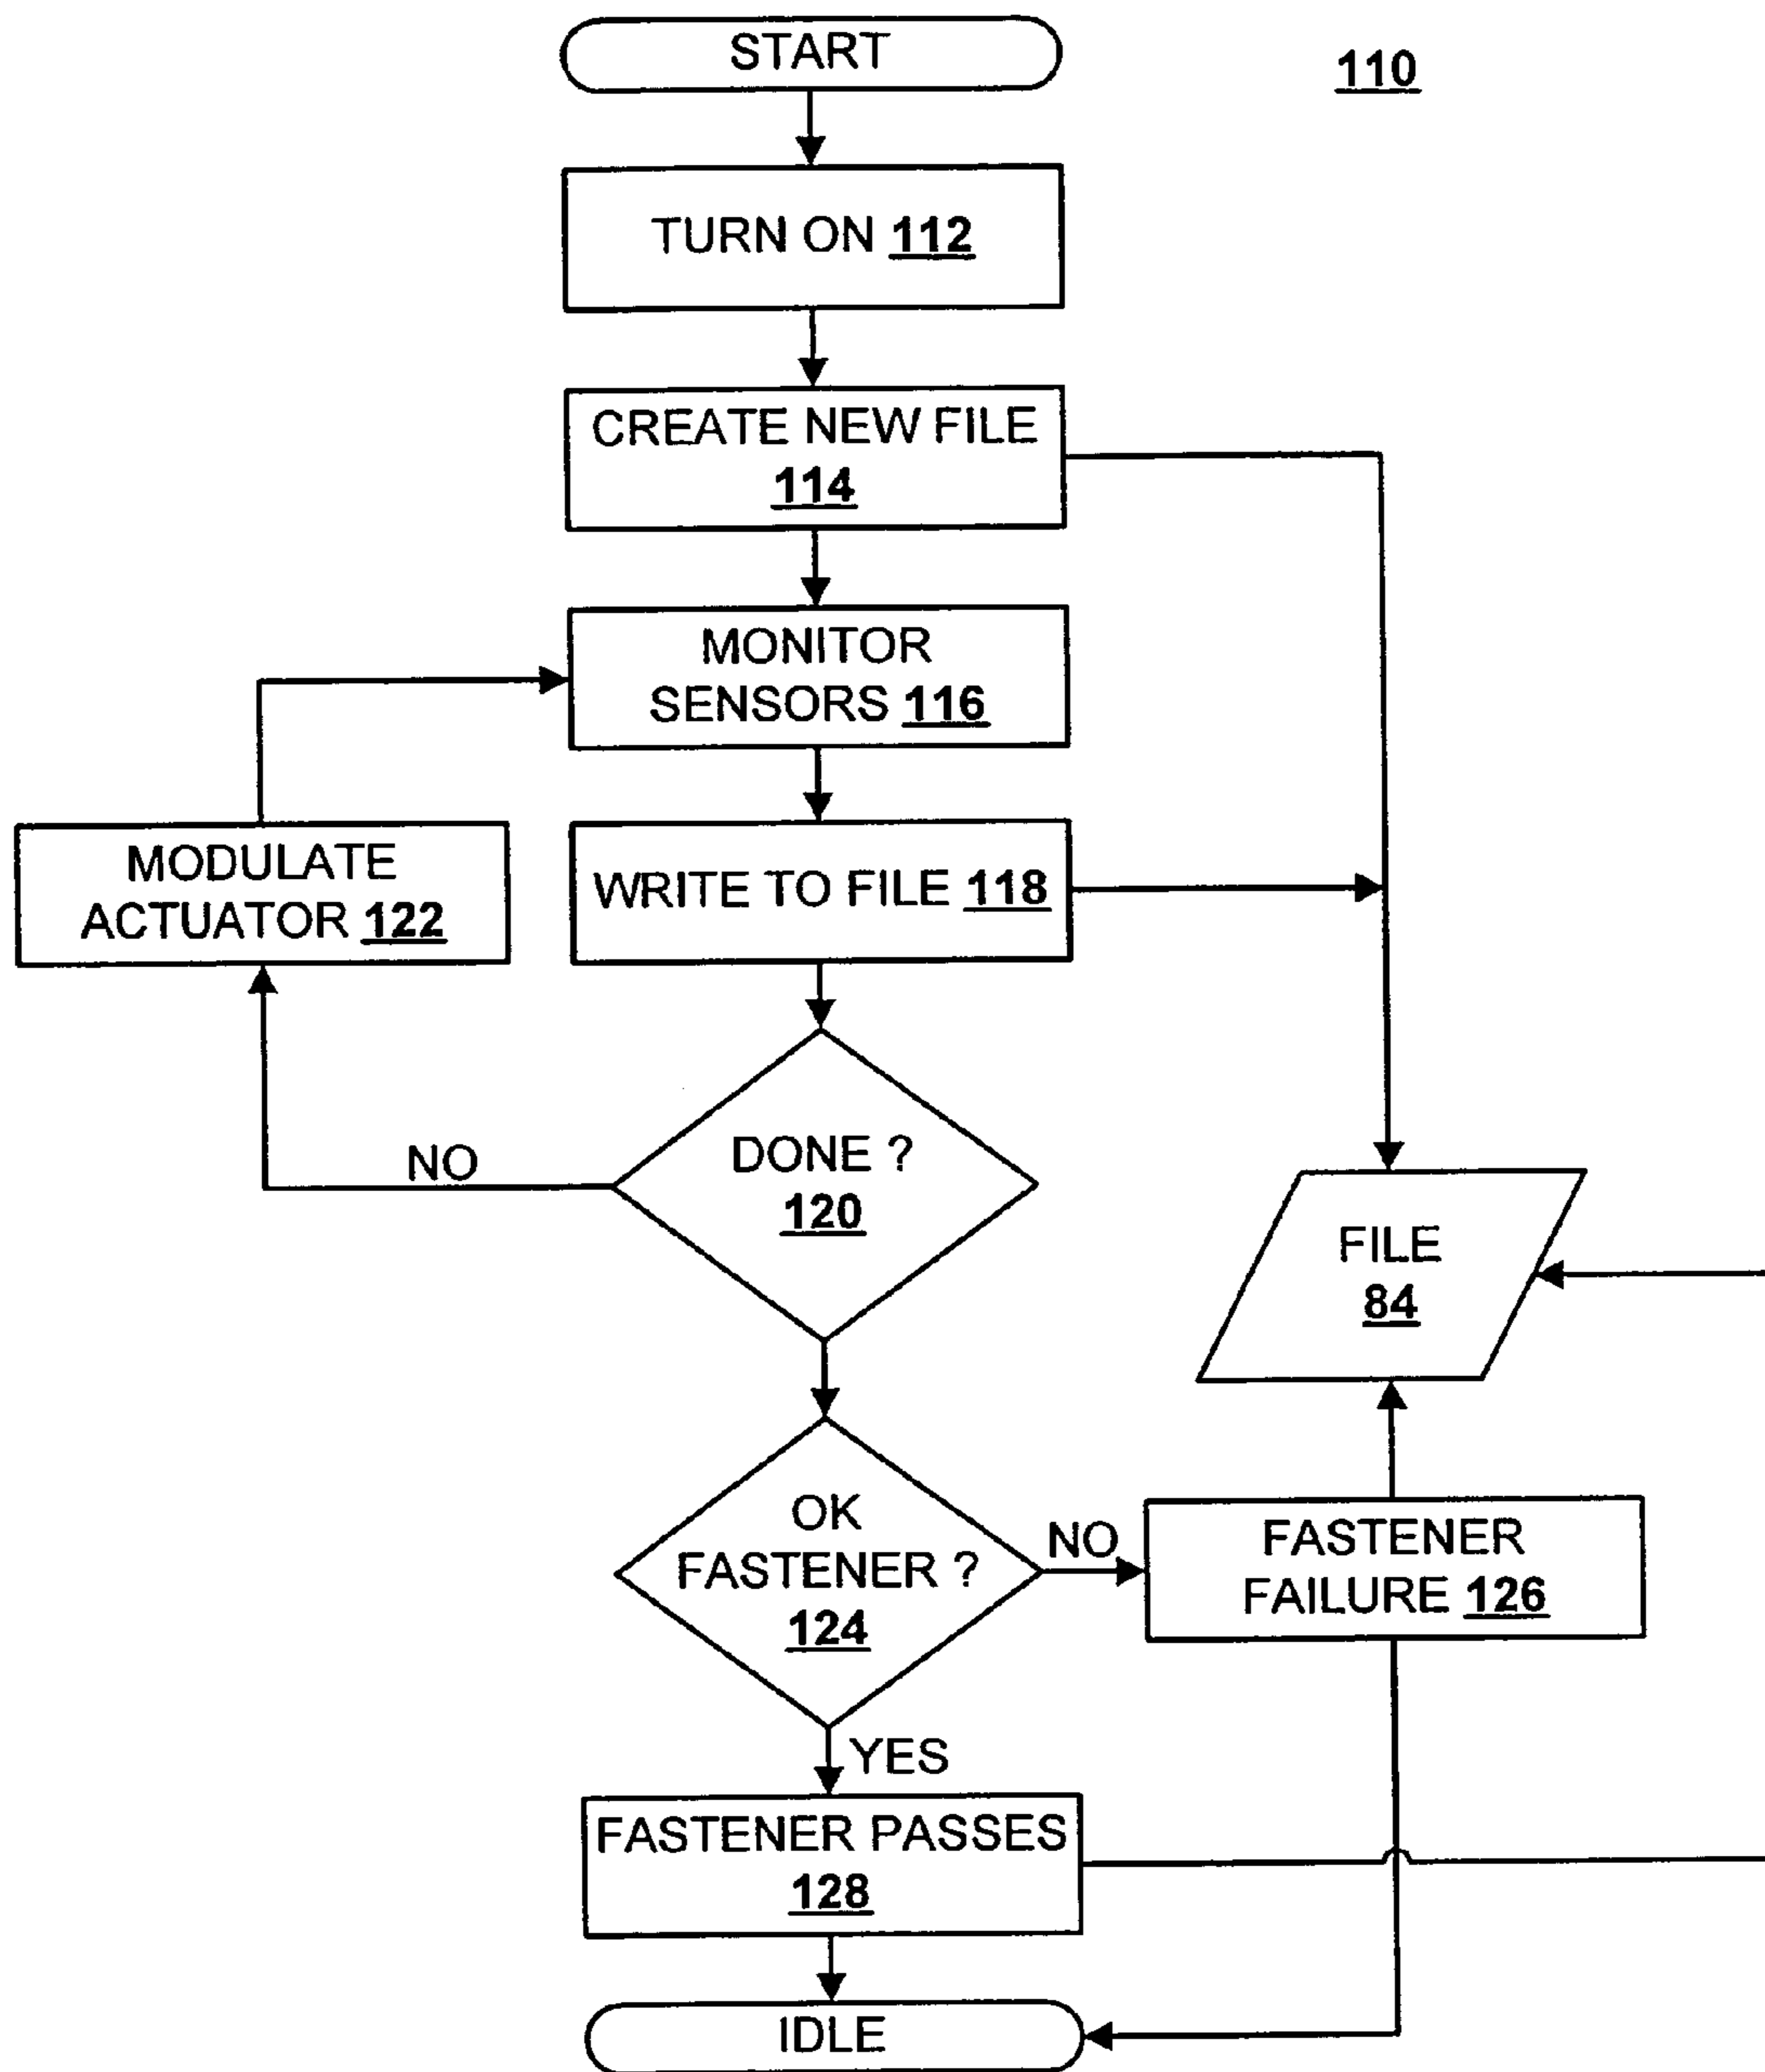 START
110
TURN ON 112
CREATE NEW FILE
114
MONITOR
SENSORS 116
MODULATE
ACTUATOR 122
WRITE TO FILE 118
NO
DONE ?
120
FILE
84
OK
FASTENER ?
124
NO
FASTENER
FAILURE 126
YES
FASTENER PASSES
128
IDLE